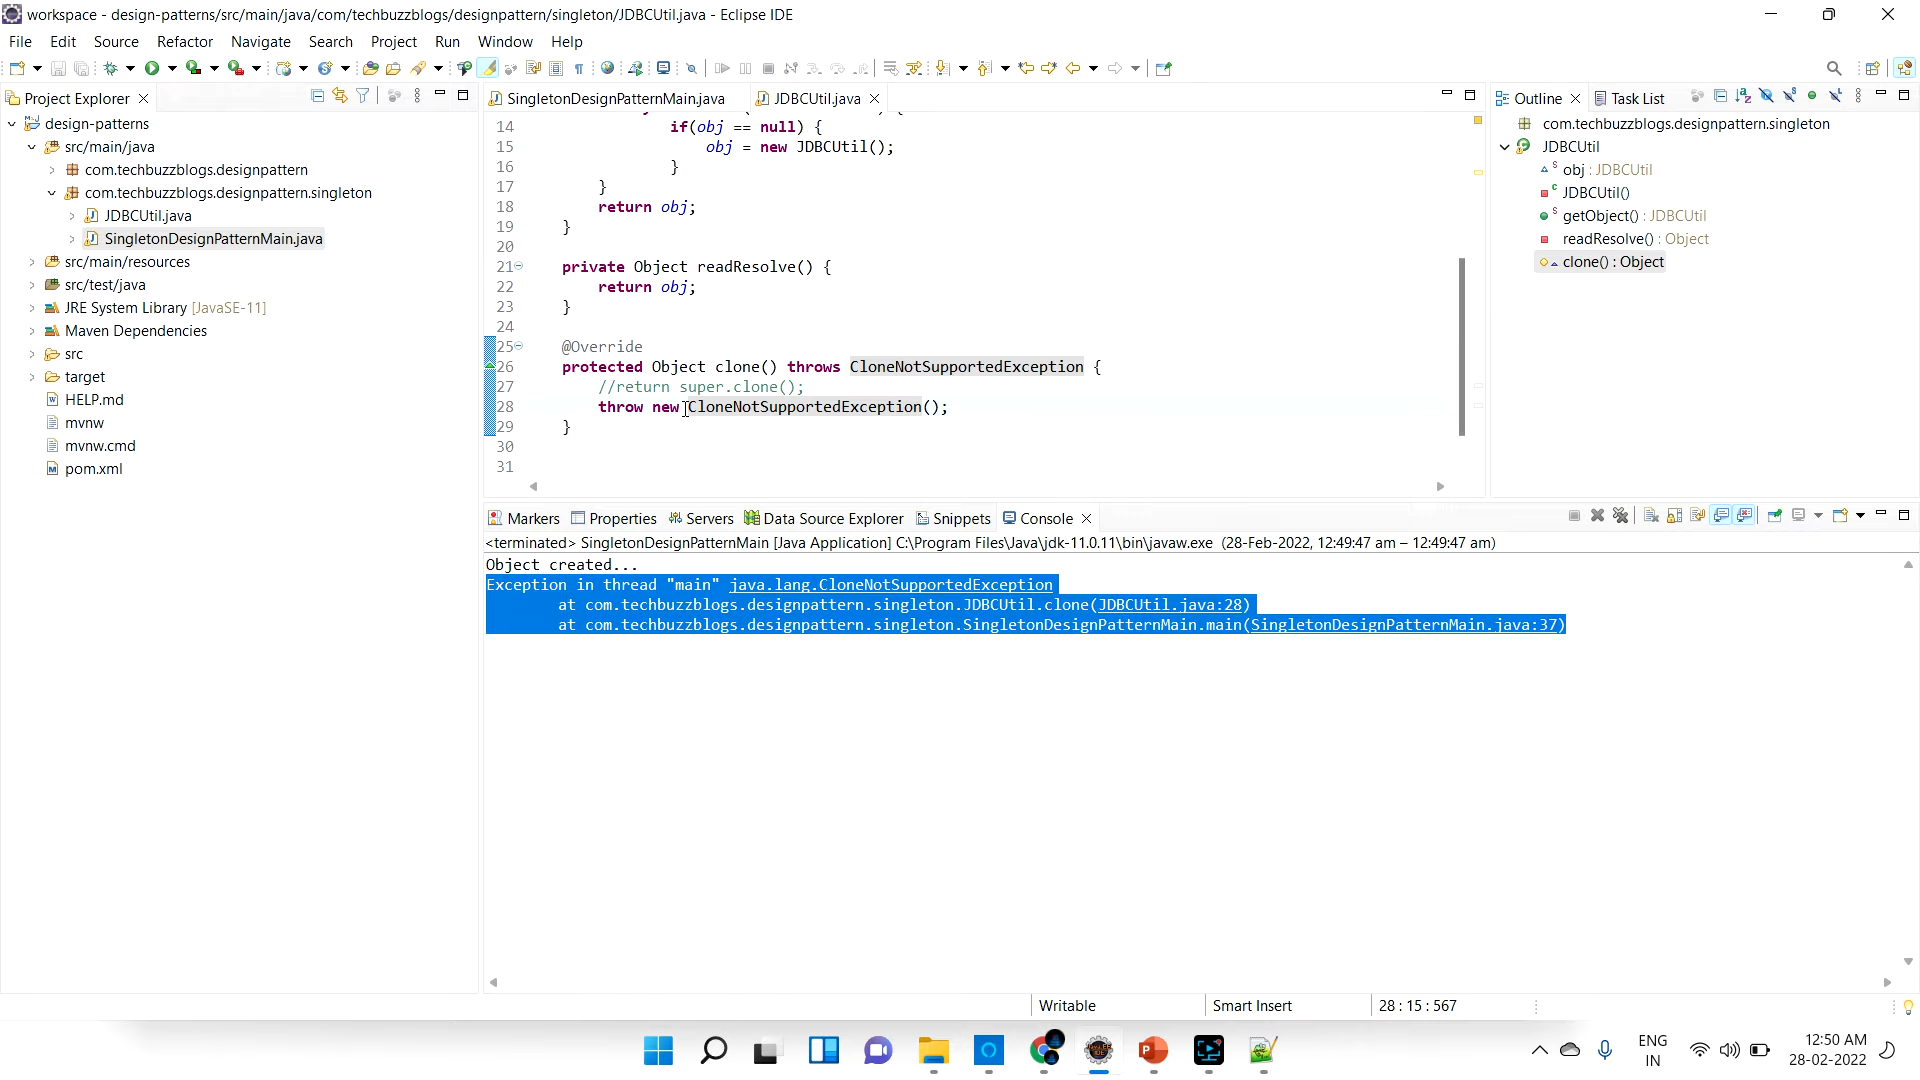 workspace - design-patterns/src/main/java/com/techbuzzblogs/designpattern/singleton/JDBCUtil.java - Eclipse IDE
File Edit Source Refactor Navigate Search Project Run Window Help
Project Explorer
design-patterns
src/main/java
com.techbuzzblogs.designpattern
com.techbuzzblogs.designpattern.singleton
JDBCUtil.java
SingletonDesignPatternMain.java
src/main/resources
src/test/java
JRE System Library [JavaSE-11]
Maven Dependencies
src
target
HELP.md
mvnw
mvnw.cmd
pom.xml
SingletonDesignPatternMain.java JDBCUtil.java
14 if(obj == null) {
15 obj = new JDBCUtil();
16 }
17 }
18 return obj;
19 }
20
21 private Object readResolve() {
22 return obj;
23 }
24
25 @Override
26 protected Object clone() throws CloneNotSupportedException {
27 //return super.clone();
28 throw new CloneNotSupportedException();
29 }
30
31
Outline Task List
com.techbuzzblogs.designpattern.singleton
JDBCUtil
obj : JDBCUtil
JDBCUtil()
getObject() : JDBCUtil
readResolve() : Object
clone() : Object
Markers Properties Servers Data Source Explorer Snippets Console
<terminated> SingletonDesignPatternMain [Java Application] C:\Program Files\Java\jdk-11.0.11\bin\javaw.exe (28-Feb-2022, 12:49:47 am – 12:49:47 am)
Object created...
Exception in thread "main" java.lang.CloneNotSupportedException
at com.techbuzzblogs.designpattern.singleton.JDBCUtil.clone(JDBCUtil.java:28)
at com.techbuzzblogs.designpattern.singleton.SingletonDesignPatternMain.main(SingletonDesignPatternMain.java:37)
Writable Smart Insert 28 : 15 : 567
ENG
IN
12:50 AM
28-02-2022